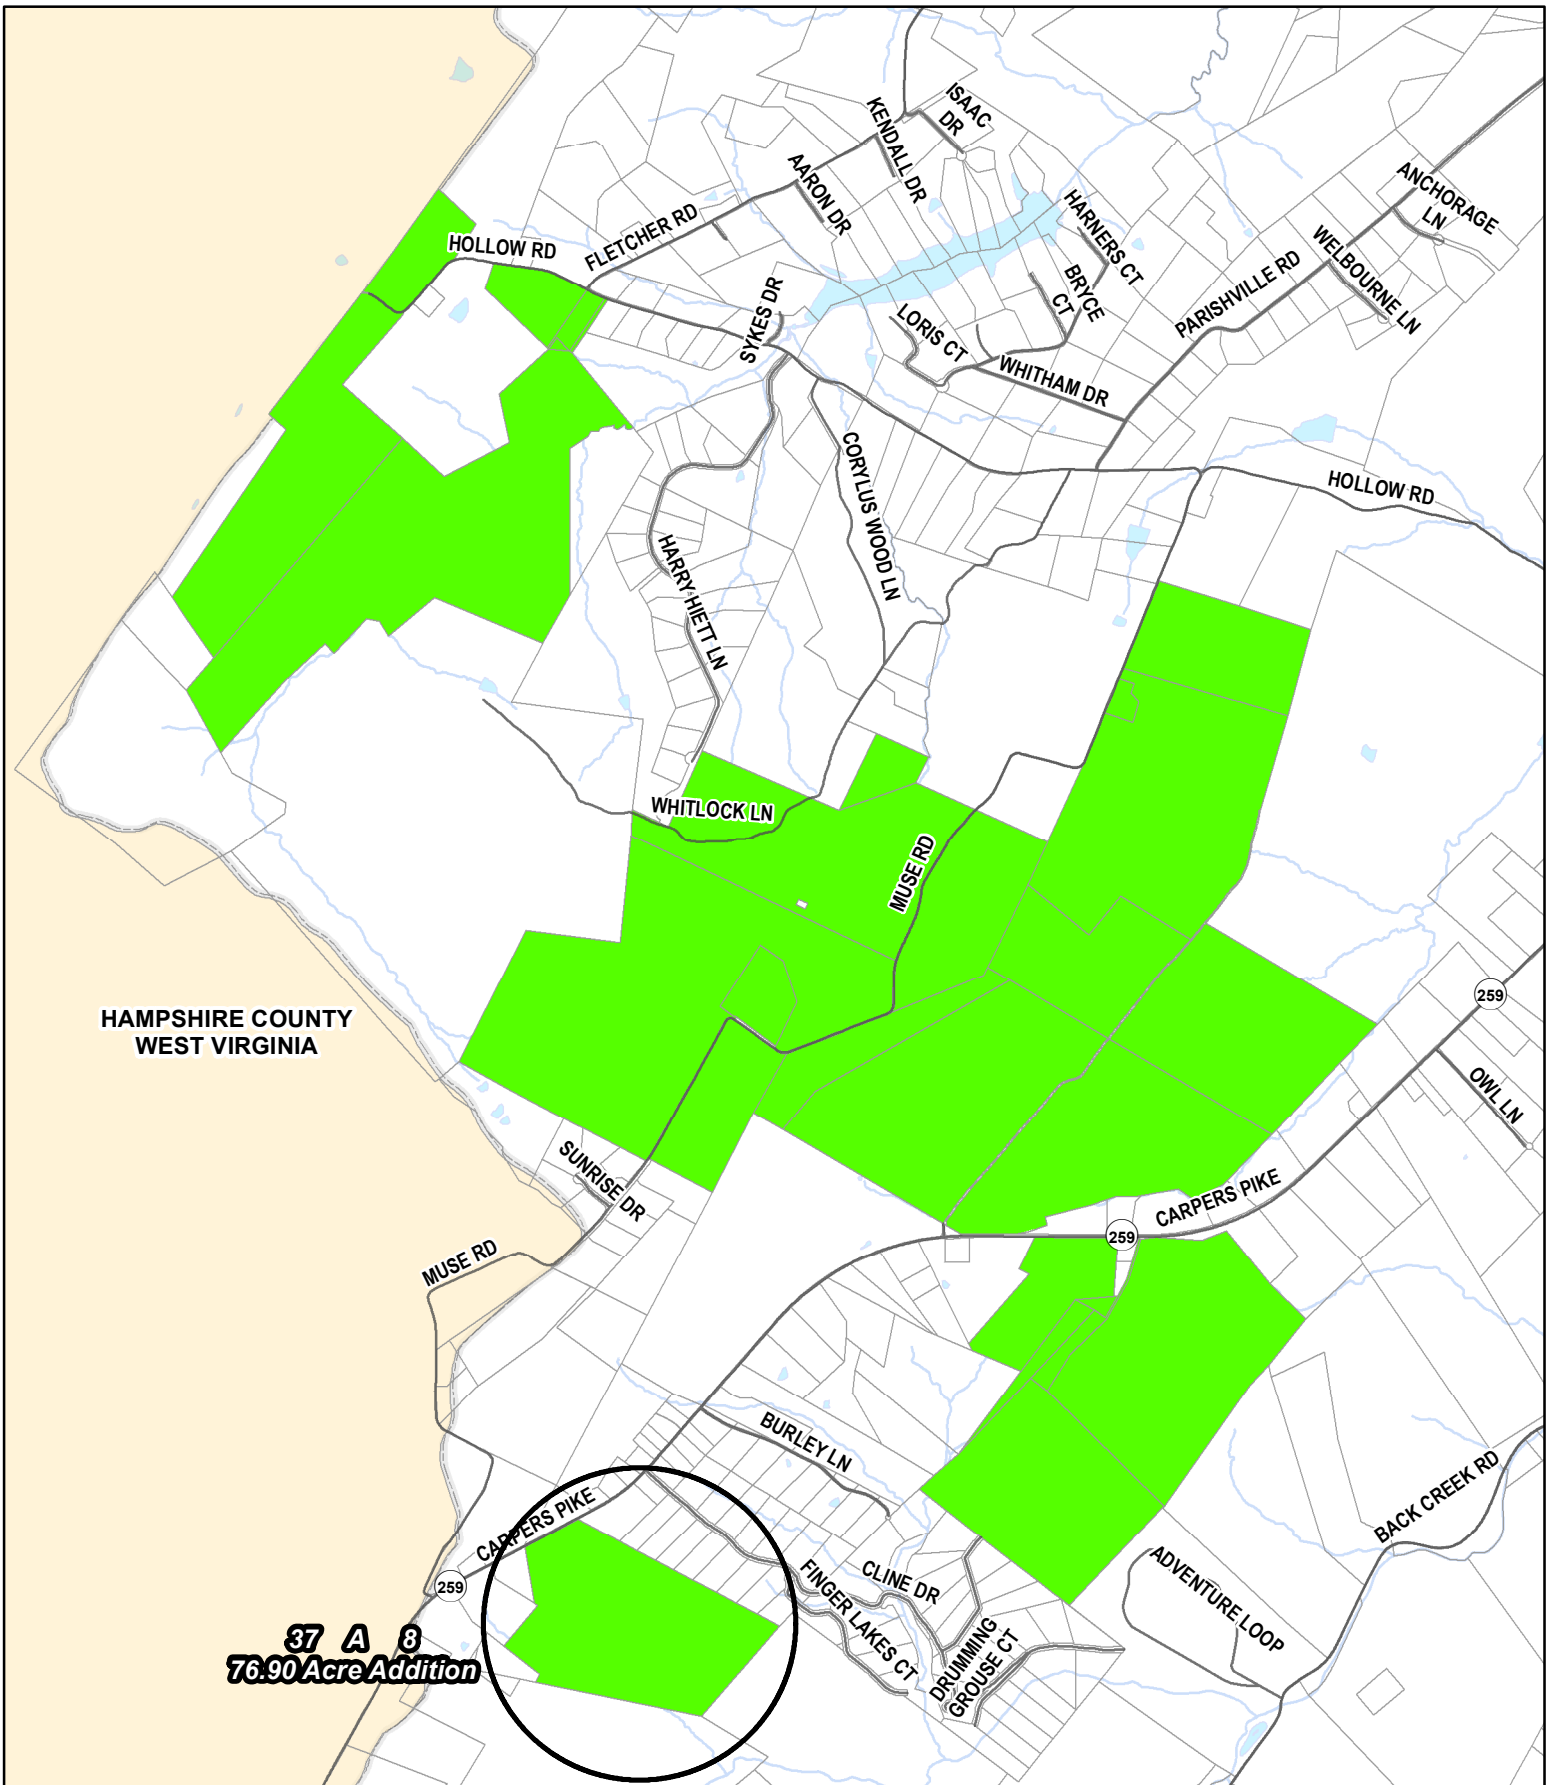 ISAAC
DR
KENDALL DR
AARON DR
ANCHORAGE
LN
HARNERS CT
FLETCHER RD
HOLLOW RD
WELBOURNE LN
PARISHVILLE RD
BRYCE
CT
SYKES DR
LORIS CT
WHITHAM DR
CORYLUS WOOD LN
HOLLOW RD
HARRY HIETT LN
WHITLOCK LN
MUSE RD
259
HAMPSHIRE COUNTY
WEST VIRGINIA
OWL LN
SUNRISE DR
CARPERS PIKE
259
MUSE RD
BURLEY LN
BACK CREEK RD
CARPERS PIKE
ADVENTURE LOOP
CLINE DR
FINGER LAKES CT
259
DRUMMING
GROUSE CT
37 A 8
76.90 Acre Addition